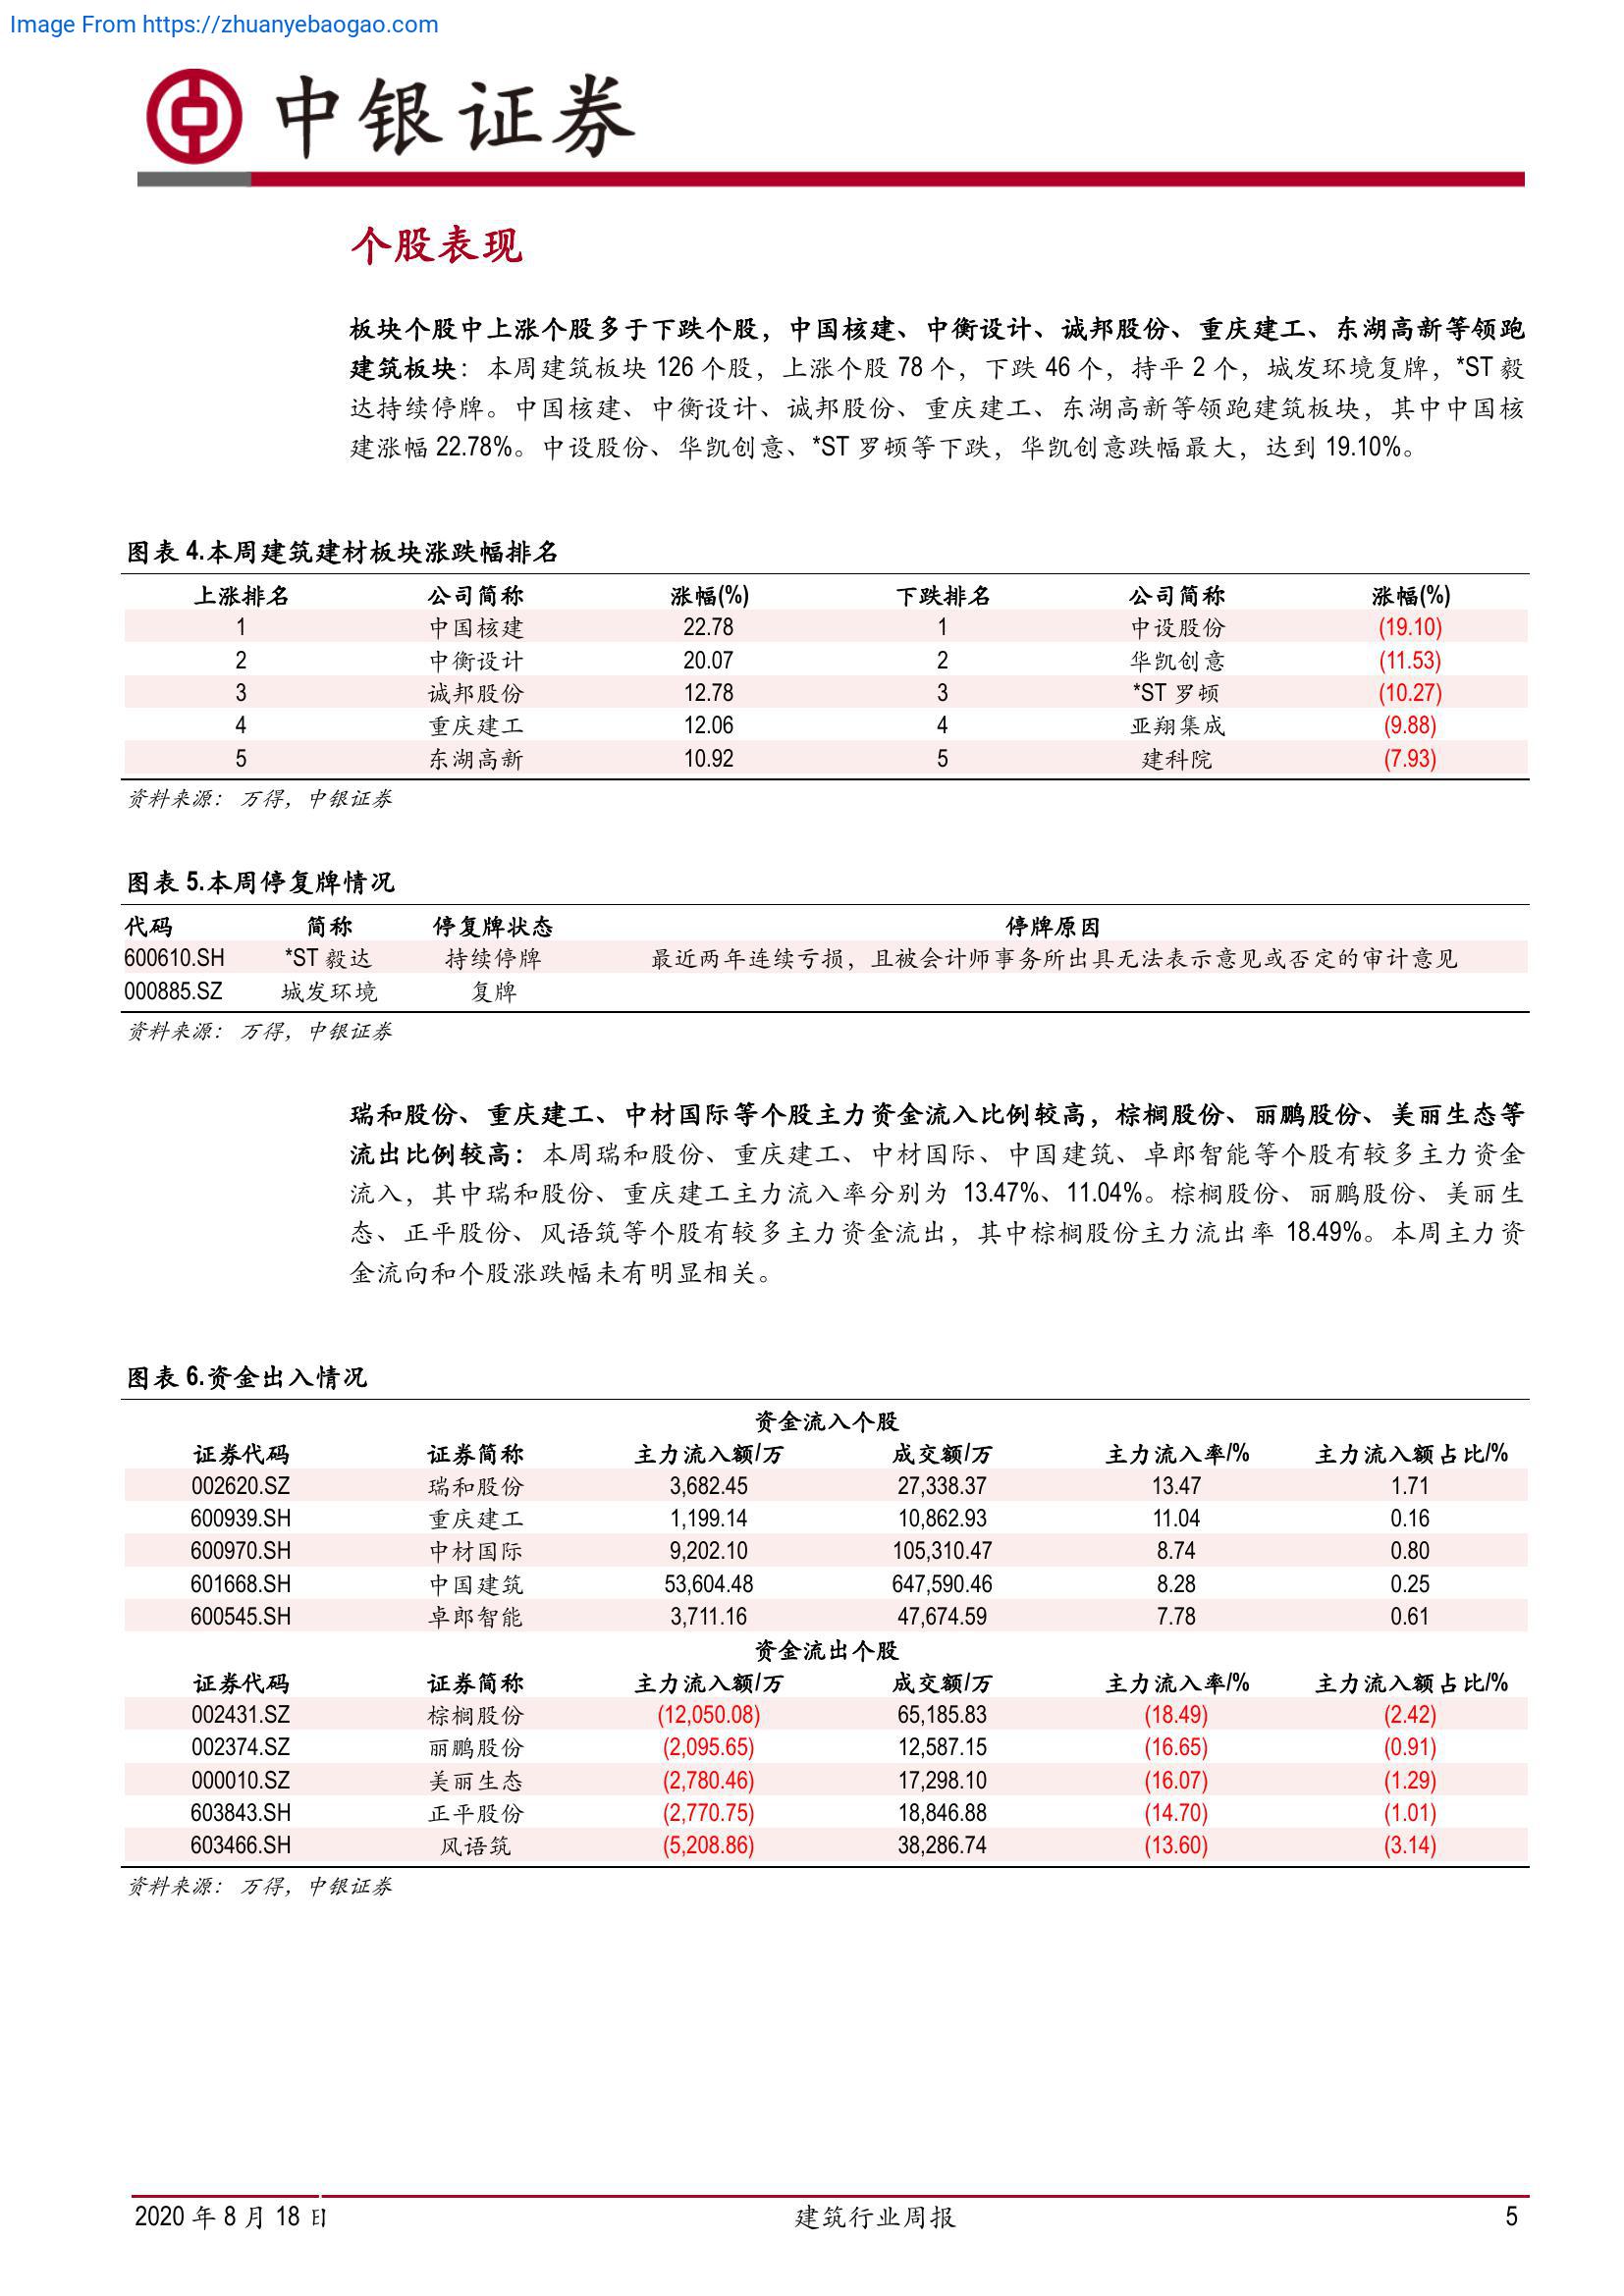 Image From https://zhuanyebaogao.com
中银证券
个股表现
板块个股中上涨个股多于下跌个股，中国核建、中衡设计、诚邦股份、重庆建工、东湖高新等领跑
建筑板块：本周建筑板块 126 个股，上涨个股 78 个，下跌 46 个，持平 2 个，城发环境复牌，*ST 毅
达持续停牌。中国核建、中衡设计、诚邦股份、重庆建工、东湖高新等领跑建筑板块，其中中国核
建涨幅 22.78%。中设股份、华凯创意、*ST 罗顿等下跌，华凯创意跌幅最大，达到 19.10%。
图表 4.本周建筑建材板块涨跌幅排名
上涨排名 公司简称 涨幅(%) 下跌排名 公司简称 涨幅(%)
1 中国核建 22.78 1 中设股份 (19.10)
2 中衡设计 20.07 2 华凯创意 (11.53)
3 诚邦股份 12.78 3 *ST 罗顿 (10.27)
4 重庆建工 12.06 4 亚翔集成 (9.88)
5 东湖高新 10.92 5 建科院 (7.93)
资料来源：万得，中银证券
图表 5.本周停复牌情况
代码 简称 停复牌状态 停牌原因
600610.SH *ST 毅达 持续停牌 最近两年连续亏损，且被会计师事务所出具无法表示意见或否定的审计意见
000885.SZ 城发环境 复牌
资料来源：万得，中银证券
瑞和股份、重庆建工、中材国际等个股主力资金流入比例较高，棕榈股份、丽鹏股份、美丽生态等
流出比例较高：本周瑞和股份、重庆建工、中材国际、中国建筑、卓郎智能等个股有较多主力资金
流入，其中瑞和股份、重庆建工主力流入率分别为 13.47%、11.04%。棕榈股份、丽鹏股份、美丽生
态、正平股份、风语筑等个股有较多主力资金流出，其中棕榈股份主力流出率 18.49%。本周主力资
金流向和个股涨跌幅未有明显相关。
图表 6.资金出入情况
资金流入个股
证券代码 证券简称 主力流入额/万 成交额/万 主力流入率/% 主力流入额占比/%
002620.SZ 瑞和股份 3,682.45 27,338.37 13.47 1.71
600939.SH 重庆建工 1,199.14 10,862.93 11.04 0.16
600970.SH 中材国际 9,202.10 105,310.47 8.74 0.80
601668.SH 中国建筑 53,604.48 647,590.46 8.28 0.25
600545.SH 卓郎智能 3,711.16 47,674.59 7.78 0.61
资金流出个股
证券代码 证券简称 主力流入额/万 成交额/万 主力流入率/% 主力流入额占比/%
002431.SZ 棕榈股份 (12,050.08) 65,185.83 (18.49) (2.42)
002374.SZ 丽鹏股份 (2,095.65) 12,587.15 (16.65) (0.91)
000010.SZ 美丽生态 (2,780.46) 17,298.10 (16.07) (1.29)
603843.SH 正平股份 (2,770.75) 18,846.88 (14.70) (1.01)
603466.SH 风语筑 (5,208.86) 38,286.74 (13.60) (3.14)
资料来源：万得，中银证券
2020 年 8 月 18 日 建筑行业周报 5